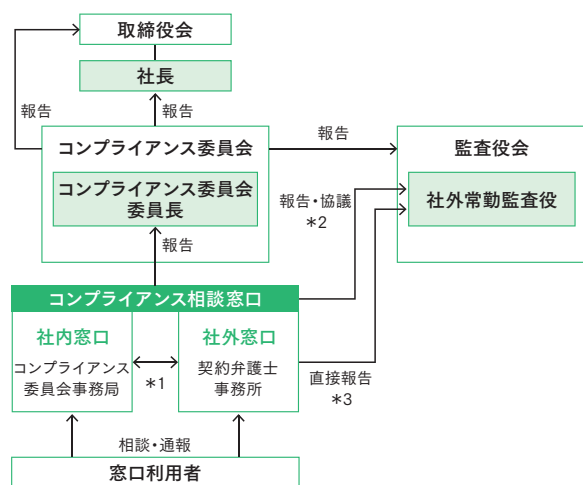 取締役会
社長
報告
報告
コンプライアンス委員会
報告
監査役会
コンプライアンス委員会
委員長
報告・協議
*2
社外常勤監査役
報告
コンプライアンス相談窓口
社内窓口
コンプライアンス
委員会事務局
*1
社外窓口
契約弁護士
事務所
直接報告
*3
相談・通報
窓口利用者